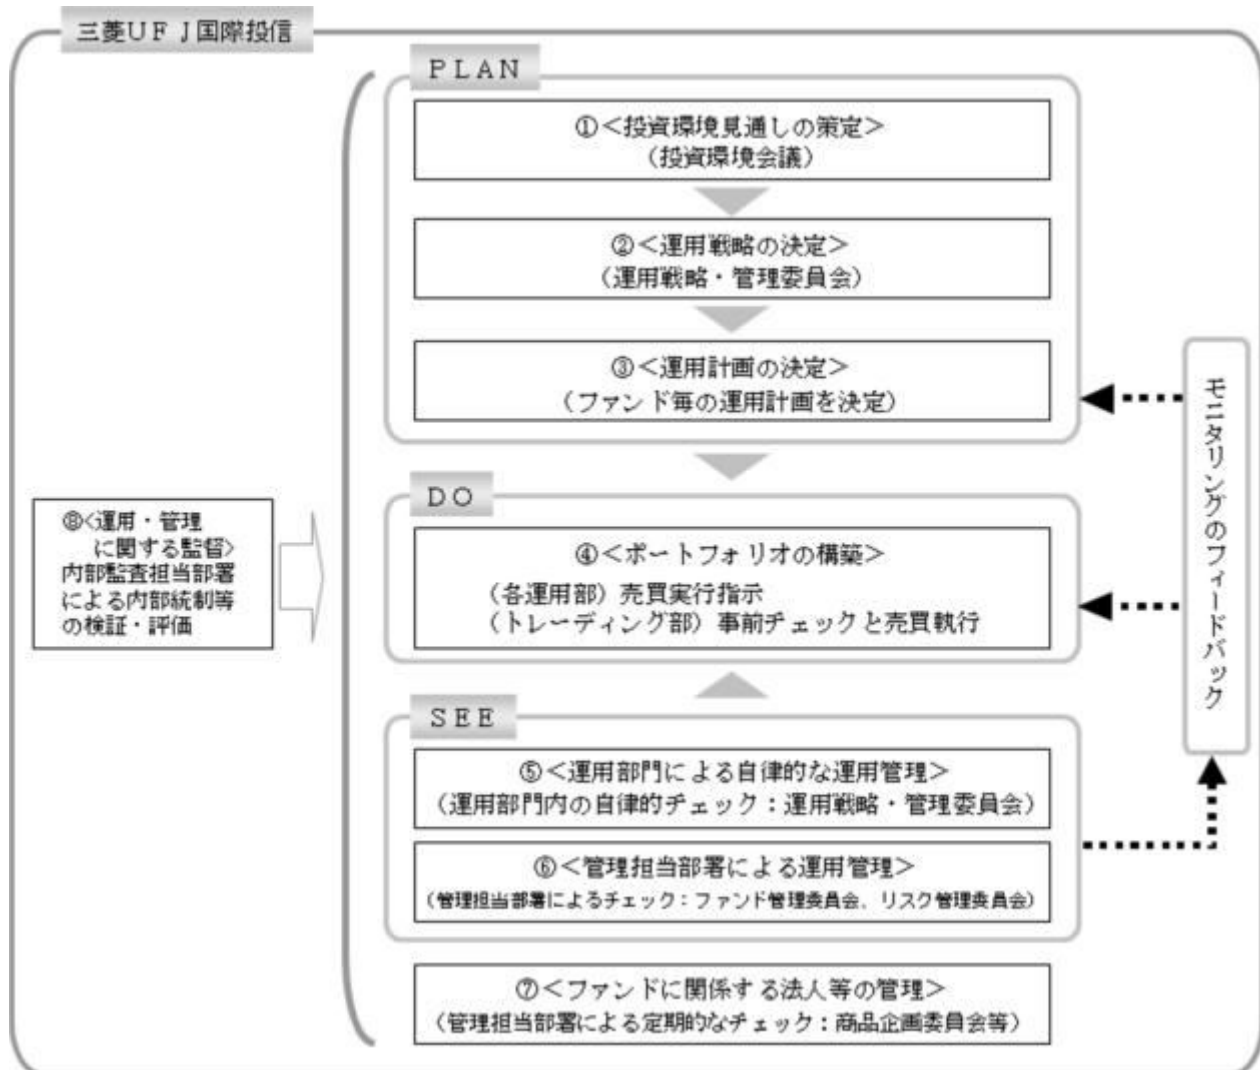 三菱ＵＦＪ国際投信
ＰＬＡＮ
①＜投資環境見通しの策定＞
（投資環境会議）
②＜運用戦略の決定＞
（運用戦略・管理委員会）
③＜運用計画の決定＞
（ファンド毎の運用計画を決定）
ＤＯ
④＜ポートフォリオの構築＞
（各運用部）売買実行指示
（トレーディング部）事前チェックと売買執行
ＳＥＥ
⑤＜運用部門による自律的な運用管理＞
（運用部門内の自律的チェック：運用戦略・管理委員会）
⑥＜管理担当部署による運用管理＞
（管理担当部署によるチェック：ファンド管理委員会、リスク管理委員会）
⑦＜ファンドに関係する法人等の管理＞
（管理担当部署による定期的なチェック：商品企画委員会等）
⑧<運用・管理
に関する監督>
内部監査担当部署
による内部統制等
の検証・評価
モニタリングのフィードバック